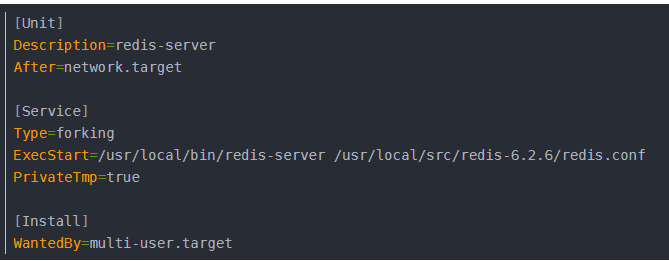 [Unit]
Description=redis-server
After=network.target
[Service]
Type=forking
ExecStart=/usr/local/bin/redis-server /usr/local/src/redis-6.2.6/redis.conf
PrivateTmp=true
[Install]
WantedBy=multi-user.target